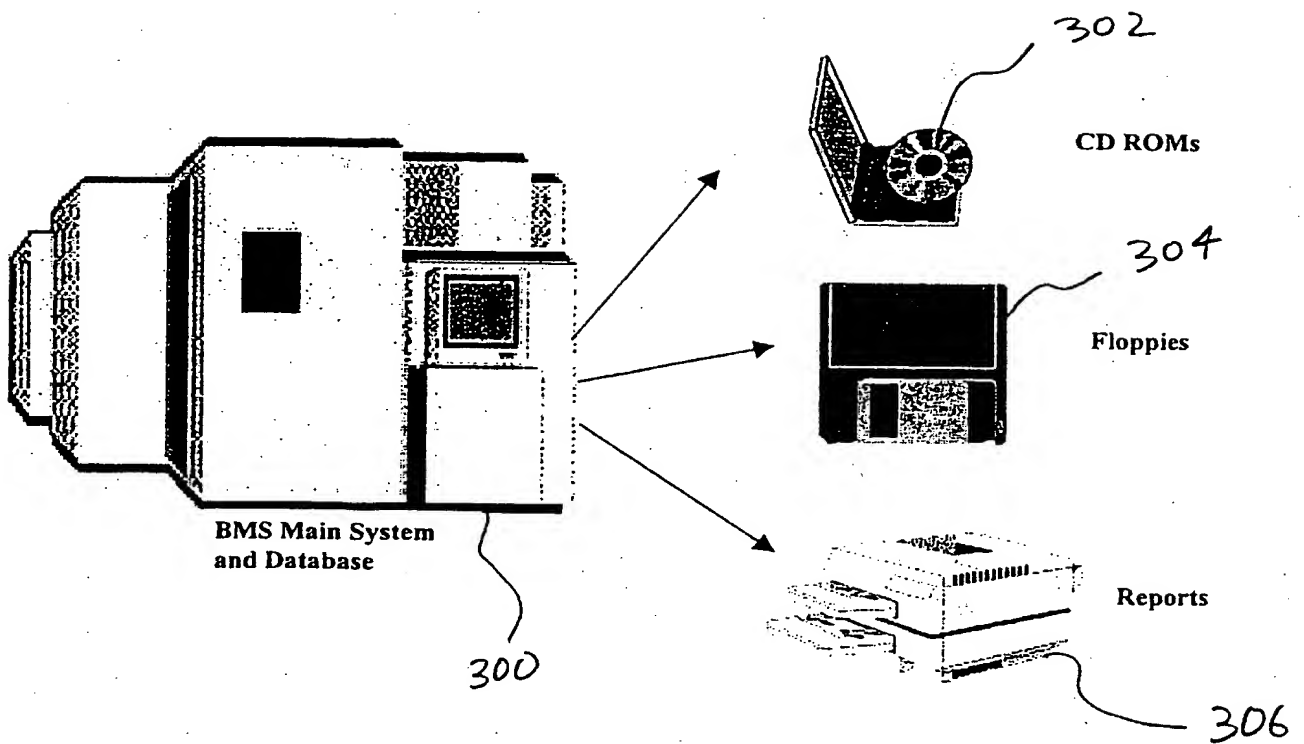 302
CD ROMs
304
Floppies
BMS Main System
and Database
300
Reports
306